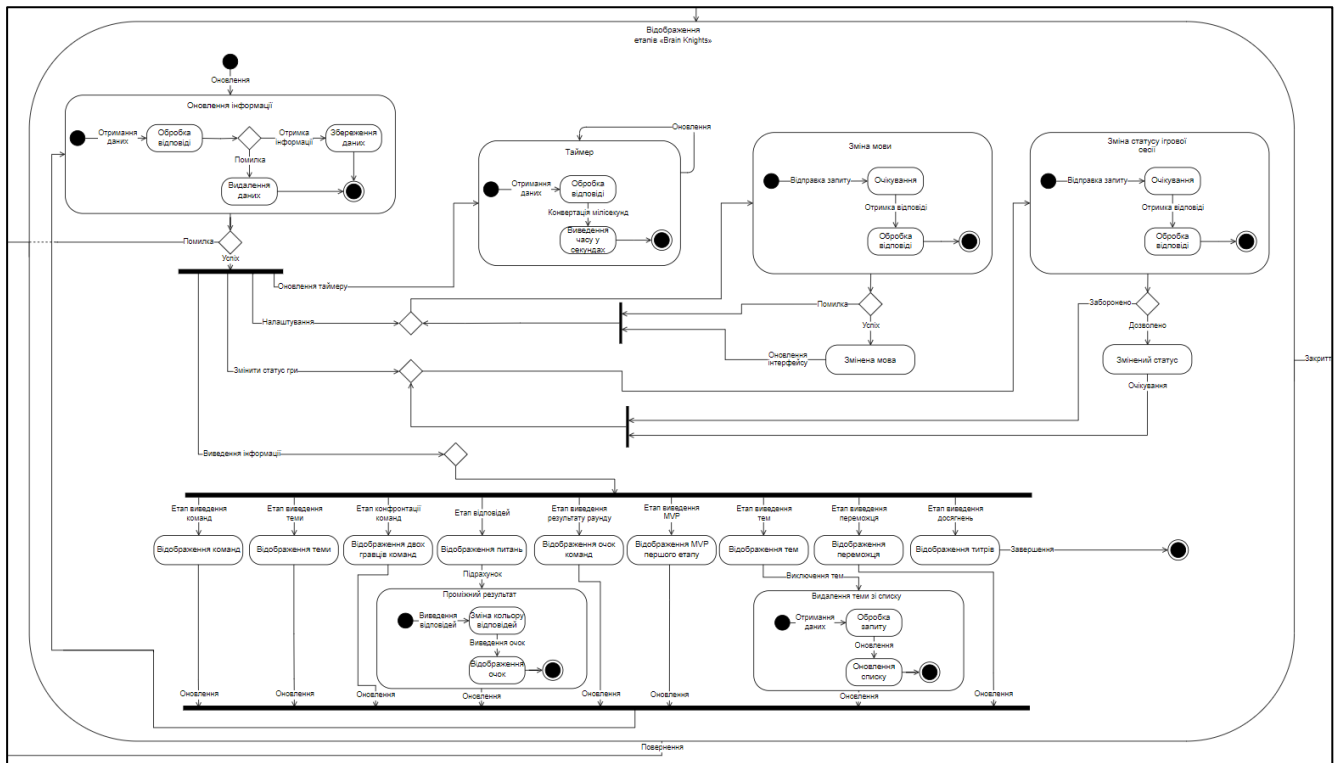 Відображення
етапів «Brain Knights»
Оновлення
Оновлення інформації
Отримання
даних
Обробка
відповіді
Отримка
інформації
Збереження
даних
Помилка
Видалення
даних
Помилка
Успіх
Оновлення
Таймер
Отримання
даних
Обробка
відповіді
Конвертація мілісекунд
Виведення
часу у
секундах
Зміна мови
Відправка запиту
Очікування
Отримка відповіді
Обробка
відповіді
Зміна статусу ігрової
сесії
Відправка запиту
Очікування
Отримка відповіді
Обробка
відповіді
Оновлення таймеру
Налаштування
Помилка
Успіх
Оновлення
інтерфейсу
Змінена мова
Заборонено
Дозволено
Змінений статус
Очікування
Закритт
Змінити статус гри
Виведення інформації
Етап виведення
команд
Етап виведення
теми
Етап конфронтації
команд
Етап відповідей
Етап виведення
результату раунду
Етап виведення
MVP
Етап виведення
тем
Етап виведення
переможця
Етап виведення
досягнень
Відображення команд
Відображення теми
Відображення двох
гравців команд
Відображення питань
Відображення очок
команд
Відображення MVP
першого етапу
Відображення тем
Відображення
переможця
Відображення титрів
Завершення
Підрахунок
Виключення тем
Проміжний результат
Виведення
відповідей
Зміна кольору
відповідей
Виведення очок
Відображення
очок
Видалення теми зі списку
Отримання
даних
Обробка
запиту
Оновлення
Оновлення
списку
Оновлення
Оновлення
Оновлення
Оновлення
Оновлення
Оновлення
Оновлення
Оновлення
Повернення